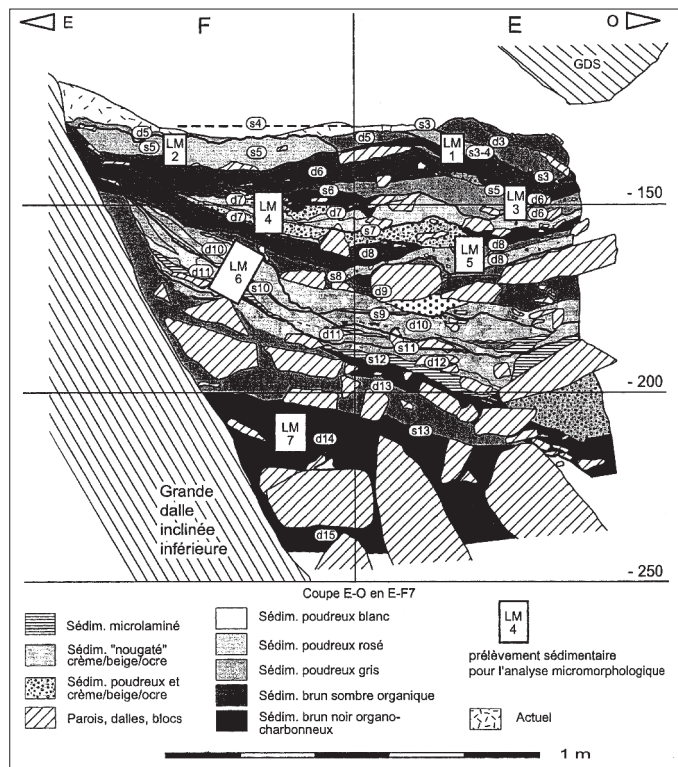 E F E O
GDS
s4 s3
d5 d5 d3
s5 LM 2 s5 LM 1 s3-4
s3
d6 s6 s5 LM 3 d6
d7 d6
- 150
d7 LM 4 d7 s7
d8 LM 5 d8
d10 d8
d11 LM 6 s10 s8 d9
s9
d10
d11 s11
s12 d12
d13
- 200
LM 7 s13
d14
Grande
dalle
inclinée
inférieure
d15
- 250
Coupe E-O en E-F7
Sédim. microlaminé
Sédim. "nougaté"
crème/beige/ocre
Sédim. poudreux et
crème/beige/ocre
Parois, dalles, blocs
Sédim. poudreux blanc
Sédim. poudreux rosé
Sédim. poudreux gris
Sédim. brun sombre organique
Sédim. brun noir organo-
charbonneux
LM
4
prélèvement sédimentaire
pour l'analyse micromorphologique
Actuel
1 m